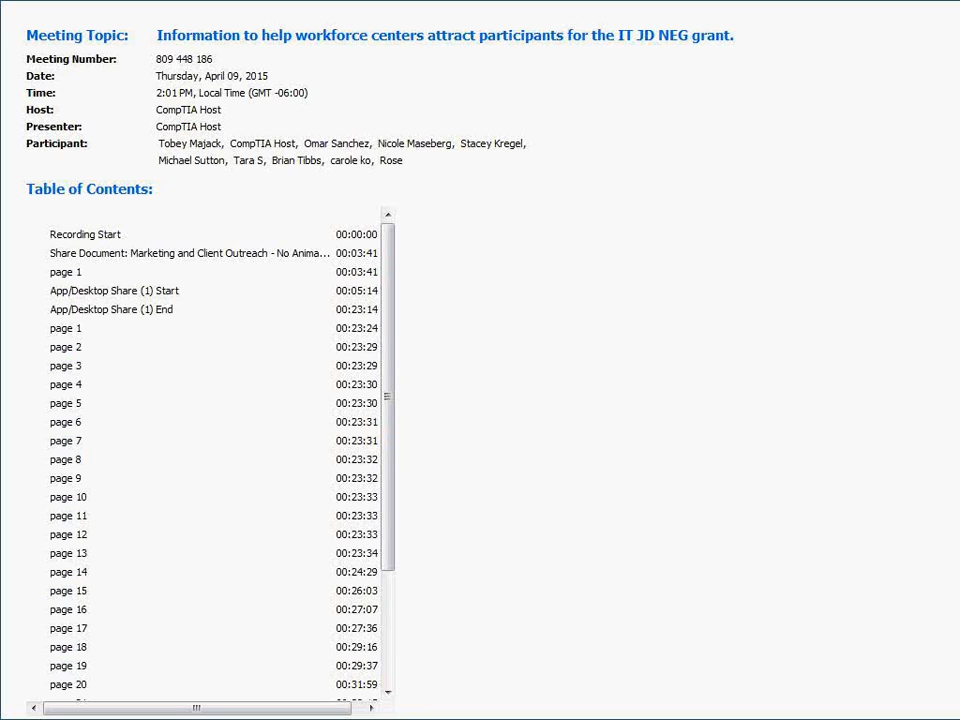 Meeting Topic: Information to help workforce centers attract participants for the IT JD NEG grant.
Meeting Number: 809 448 186
Date: Thursday, April 09, 2015
Time: 2:01 PM, Local Time (GMT -06:00)
Host: CompTIA Host
Presenter: CompTIA Host
Participant: Tobey Majack, CompTIA Host, Omar Sanchez, Nicole Maseberg, Stacey Kregel,
Michael Sutton, Tara S, Brian Tibbs, carole ko, Rose
Table of Contents:
Recording Start 00:00:00
Share Document: Marketing and Client Outreach - No Anima... 00:03:41
page 1 00:03:41
App/Desktop Share (1) Start 00:05:14
App/Desktop Share (1) End 00:23:14
page 1 00:23:24
page 2 00:23:29
page 3 00:23:29
page 4 00:23:30
page 5 00:23:30
page 6 00:23:31
page 7 00:23:31
page 8 00:23:32
page 9 00:23:32
page 10 00:23:33
page 11 00:23:33
page 12 00:23:33
page 13 00:23:34
page 14 00:24:29
page 15 00:26:03
page 16 00:27:07
page 17 00:27:36
page 18 00:29:16
page 19 00:29:37
page 20 00:31:59